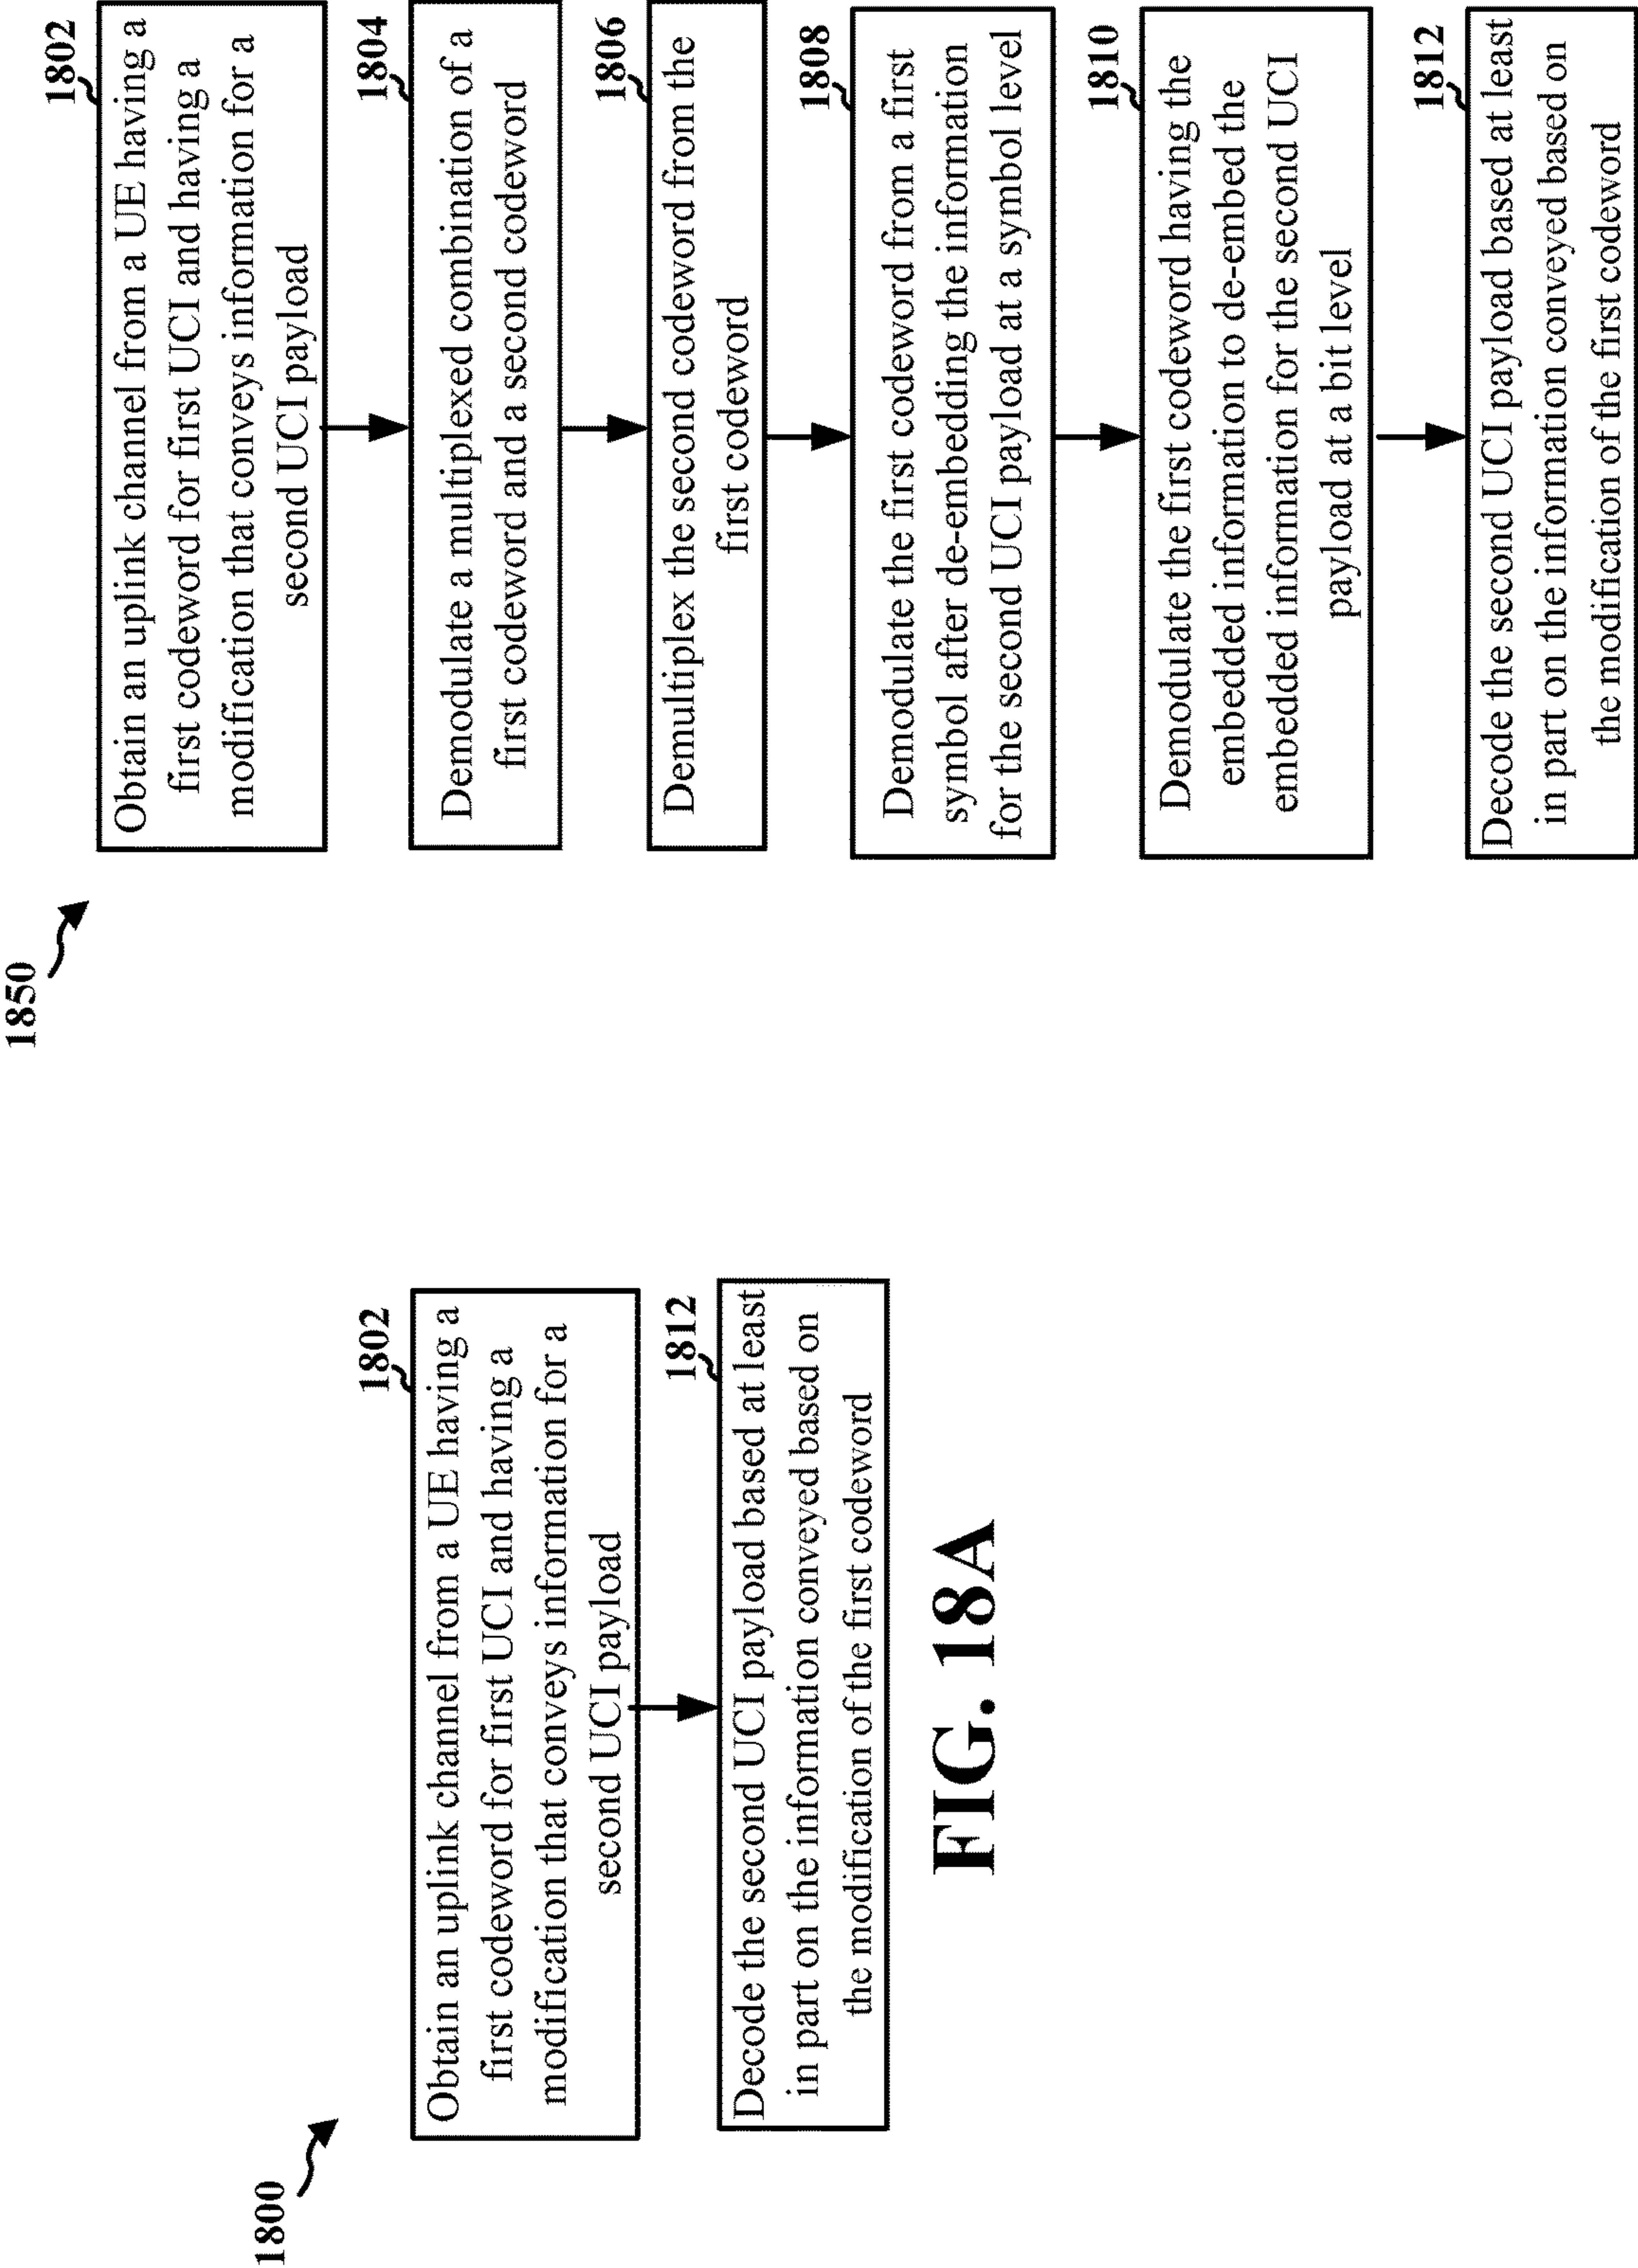 1800
1802
Obtain an uplink channel from a UE having a
first codeword for first UCI and having a
modification that conveys information for a
second UCI payload
1812
Decode the second UCI payload based at least
in part on the information conveyed based on
the modification of the first codeword
FIG. 18A
1850
1802
Obtain an uplink channel from a UE having a
first codeword for first UCI and having a
modification that conveys information for a
second UCI payload
1804
Demodulate a multiplexed combination of a
first codeword and a second codeword
1806
Demultiplex the second codeword from the
first codeword
1808
Demodulate the first codeword from a first
symbol after de-embedding the information
for the second UCI payload at a symbol level
1810
Demodulate the first codeword having the
embedded information to de-embed the
embedded information for the second UCI
payload at a bit level
1812
Decode the second UCI payload based at least
in part on the information conveyed based on
the modification of the first codeword